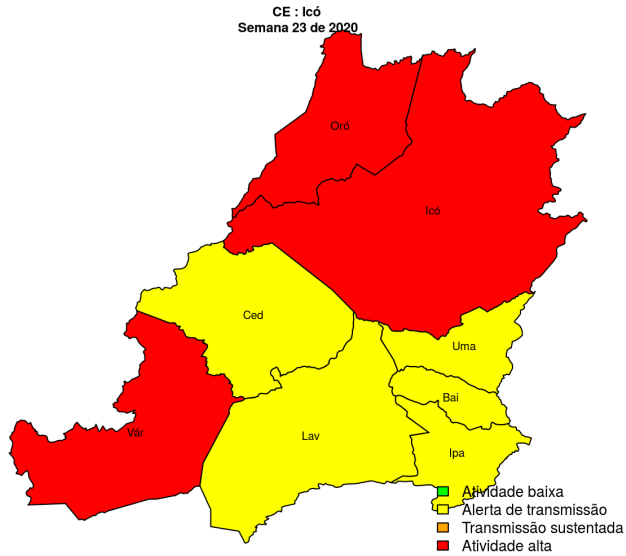 CE : Icó
Semana 23 de 2020
Oró
Icó
Ced
Uma
Bai
Vár
Lav
Ipa
Atividade baixa
Alerta de transmissão
Transmissão sustentada
Atividade alta